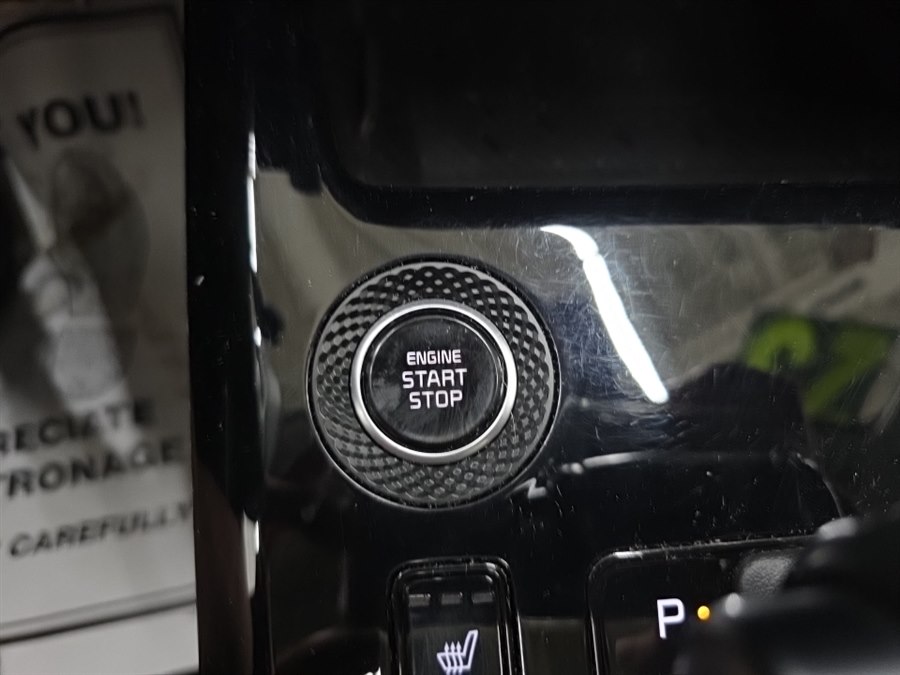 YOU!
RECIATE
TRONAGE
CAREFULLY
ENGINE
START
STOP
P